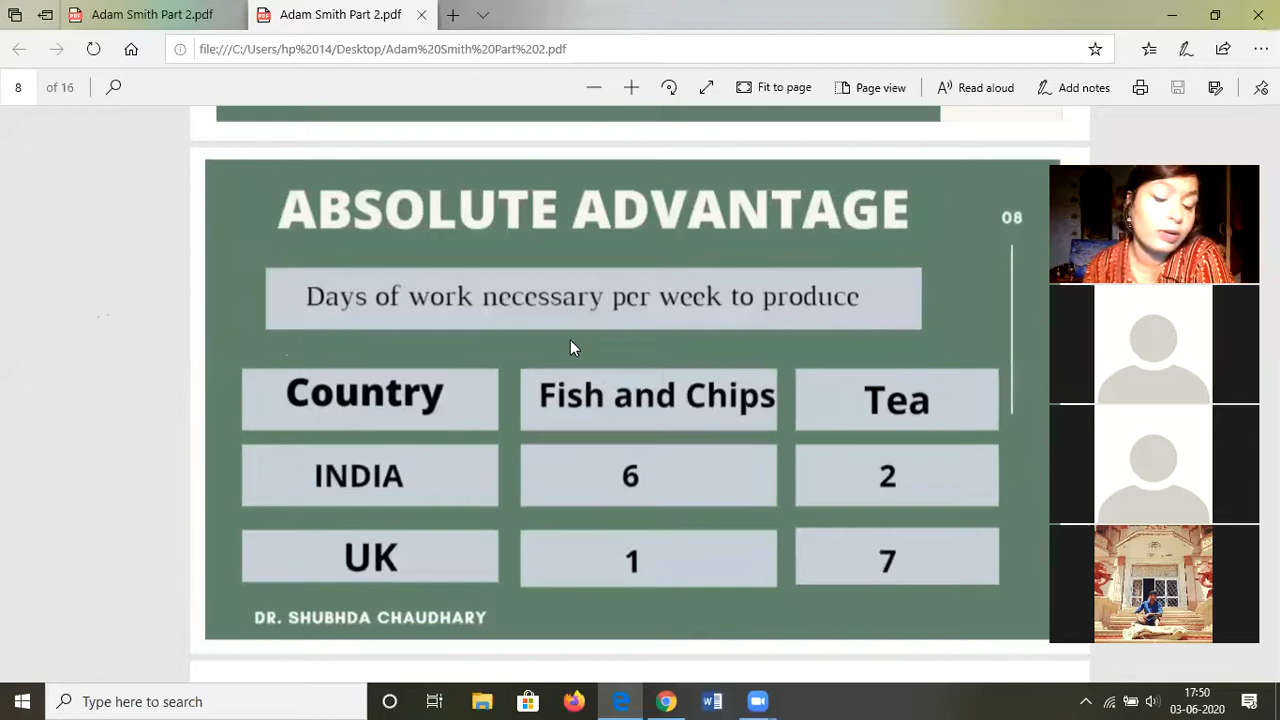 Adam Smith Part 2.pdf
Adam Smith Part 2.pdf
file:///C:/Users/hp%2014/Desktop/Adam%20Smith%20Part%202.pdf
8 of 16
Fit to page
Page view
Read aloud
Add notes
ABSOLUTE ADVANTAGE
08
Days of work necessary per week to produce
Country Fish and Chips Tea
INDIA 6 2
UK 1 7
DR. SHUBHDA CHAUDHARY
Type here to search
17:50
03-06-2020